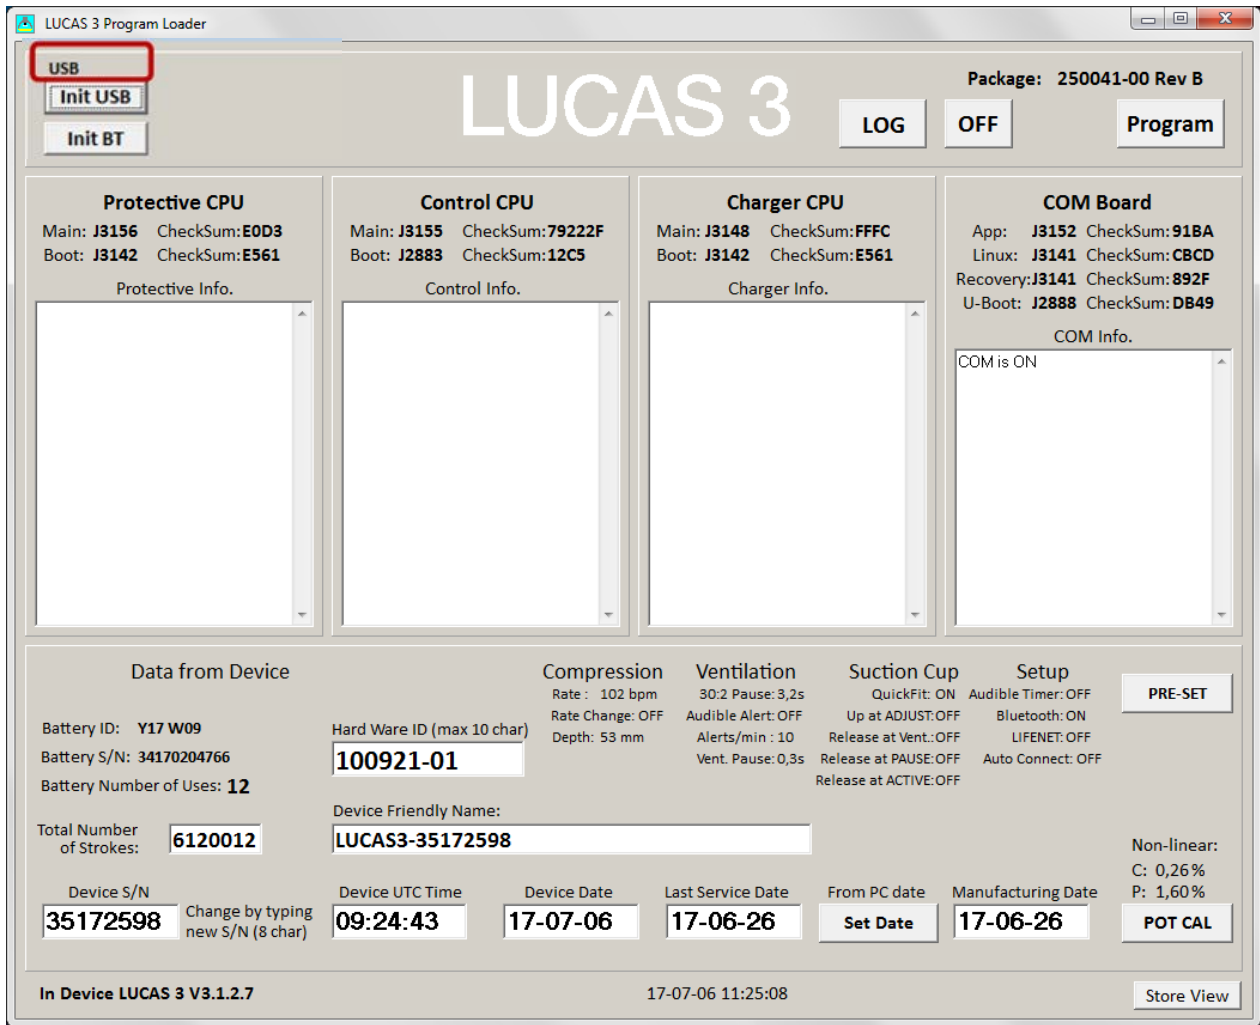 LUCAS 3 Program Loader
USB
Init USB
Init BT
LUCAS 3
Package: 250041-00 Rev B
LOG
OFF
Program
Protective CPU
Main: J3156 CheckSum:E0D3
Boot: J3142 CheckSum:E561
Protective Info.
Control CPU
Main: J3155 CheckSum:79222F
Boot: J2883 CheckSum:12C5
Control Info.
Charger CPU
Main: J3148 CheckSum:FFFC
Boot: J3142 CheckSum:E561
Charger Info.
COM Board
App: J3152 CheckSum:91BA
Linux: J3141 CheckSum:CBCD
Recovery:J3141 CheckSum:892F
U-Boot: J2888 CheckSum:DB49
COM Info.
COM is ON
Data from Device
Battery ID: Y17 W09
Battery S/N: 34170204766
Battery Number of Uses: 12
Total Number
of Strokes:
6120012
Hard Ware ID (max 10 char)
100921-01
Device Friendly Name:
LUCAS3-35172598
Compression
Rate : 102 bpm
Rate Change: OFF
Depth: 53 mm
Ventilation
30:2 Pause: 3,2s
Audible Alert: OFF
Alerts/min : 10
Vent. Pause: 0,3s
Suction Cup
QuickFit: ON
Up at ADJUST:OFF
Release at Vent.:OFF
Release at PAUSE:OFF
Release at ACTIVE:OFF
Setup
Audible Timer: OFF
Bluetooth: ON
LIFENET: OFF
Auto Connect: OFF
PRE-SET
Non-linear:
C: 0,26%
P: 1,60%
POT CAL
Device S/N
35172598
Change by typing
new S/N (8 char)
Device UTC Time
09:24:43
Device Date
17-07-06
Last Service Date
17-06-26
From PC date
Set Date
Manufacturing Date
17-06-26
In Device LUCAS 3 V3.1.2.7
17-07-06 11:25:08
Store View